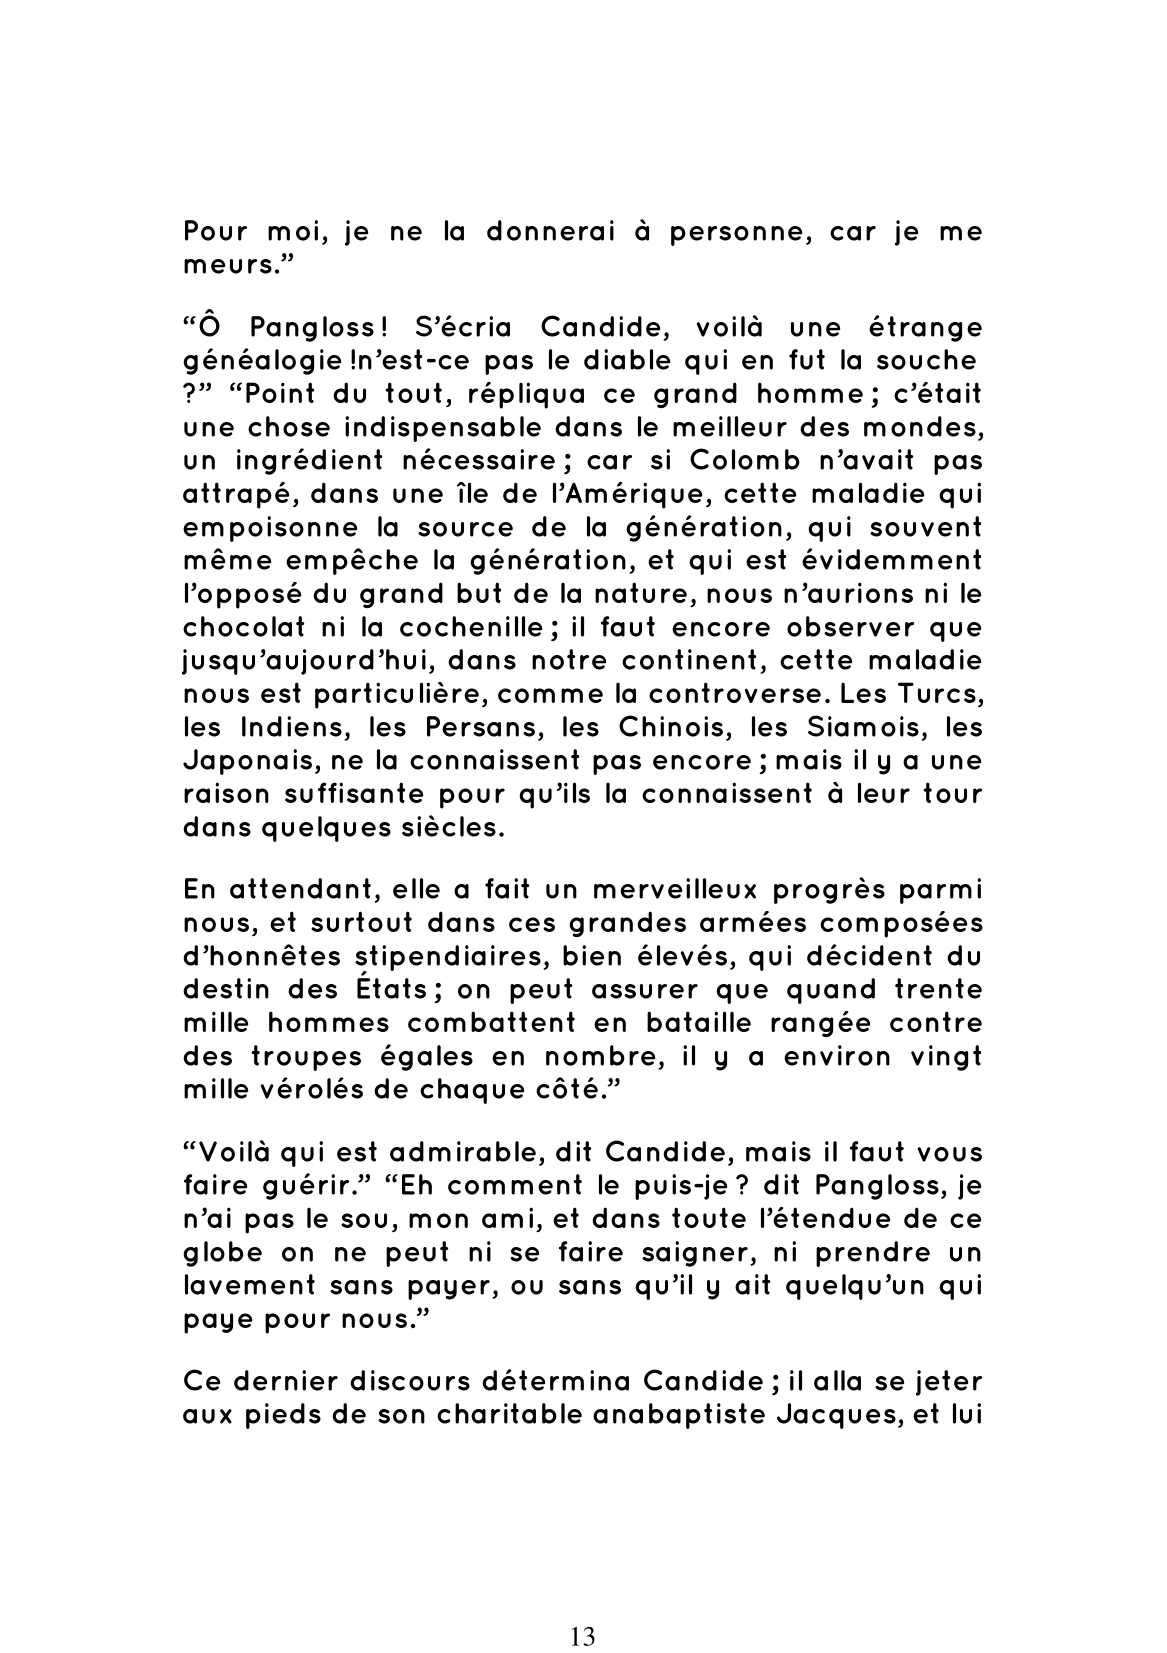 Pour moi, je ne la donnerai à personne, car je me
meurs.”
“Ô Pangloss ! S’écria Candide, voilà une étrange
généalogie !n’est-ce pas le diable qui en fut la souche
?” “Point du tout, répliqua ce grand homme ; c’était
une chose indispensable dans le meilleur des mondes,
un ingrédient nécessaire ; car si Colomb n’avait pas
attrapé, dans une île de l’Amérique, cette maladie qui
empoisonne la source de la génération, qui souvent
même empêche la génération, et qui est évidemment
l’opposé du grand but de la nature, nous n’aurions ni le
chocolat ni la cochenille ; il faut encore observer que
jusqu’aujourd’hui, dans notre continent, cette maladie
nous est particulière, comme la controverse. Les Turcs,
les Indiens, les Persans, les Chinois, les Siamois, les
Japonais, ne la connaissent pas encore ; mais il y a une
raison suffisante pour qu’ils la connaissent à leur tour
dans quelques siècles.
En attendant, elle a fait un merveilleux progrès parmi
nous, et surtout dans ces grandes armées composées
d’honnêtes stipendiaires, bien élevés, qui décident du
destin des États ; on peut assurer que quand trente
mille hommes combattent en bataille rangée contre
des troupes égales en nombre, il y a environ vingt
mille vérolés de chaque côté.”
“Voilà qui est admirable, dit Candide, mais il faut vous
faire guérir.” “Eh comment le puis-je ? dit Pangloss, je
n’ai pas le sou, mon ami, et dans toute l’étendue de ce
globe on ne peut ni se faire saigner, ni prendre un
lavement sans payer, ou sans qu’il y ait quelqu’un qui
paye pour nous.”
Ce dernier discours détermina Candide ; il alla se jeter
aux pieds de son charitable anabaptiste Jacques, et lui
13